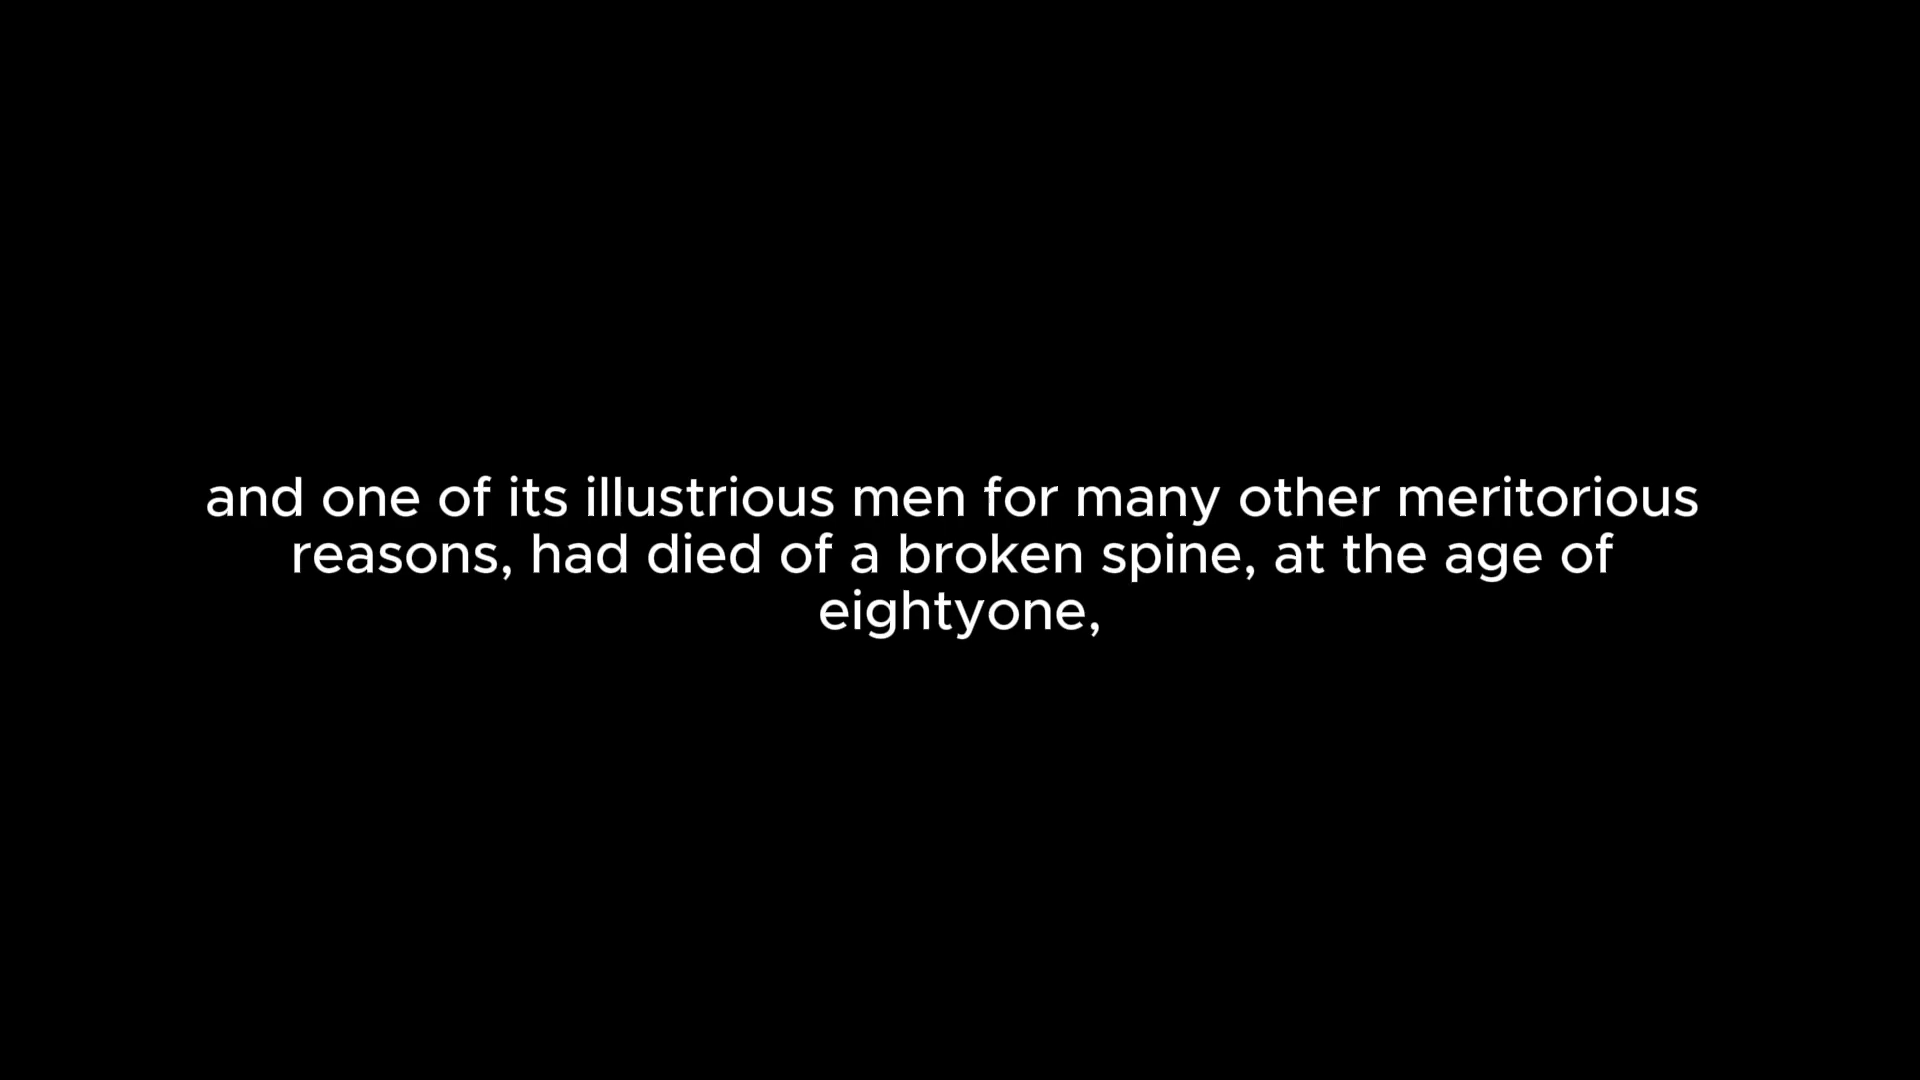 and one of its illustrious men for many other meritorious
reasons, had died of a broken spine, at the age of
eightyone,